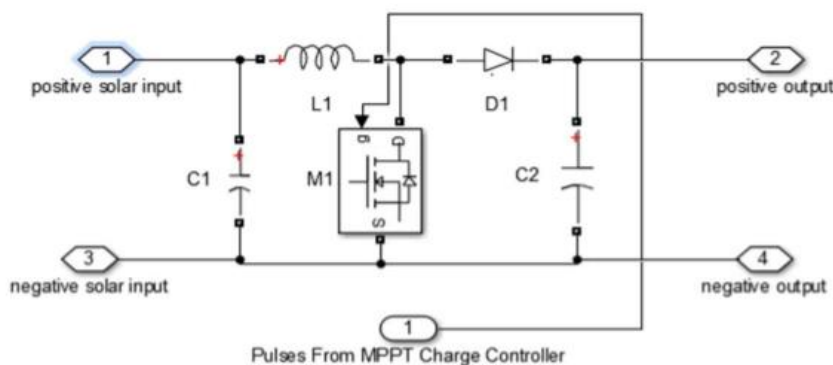 1
2
positive solar input
positive output
L1
D1
g
D
C1
M1
C2
S
3
4
negative solar input
negative output
1
Pulses From MPPT Charge Controller